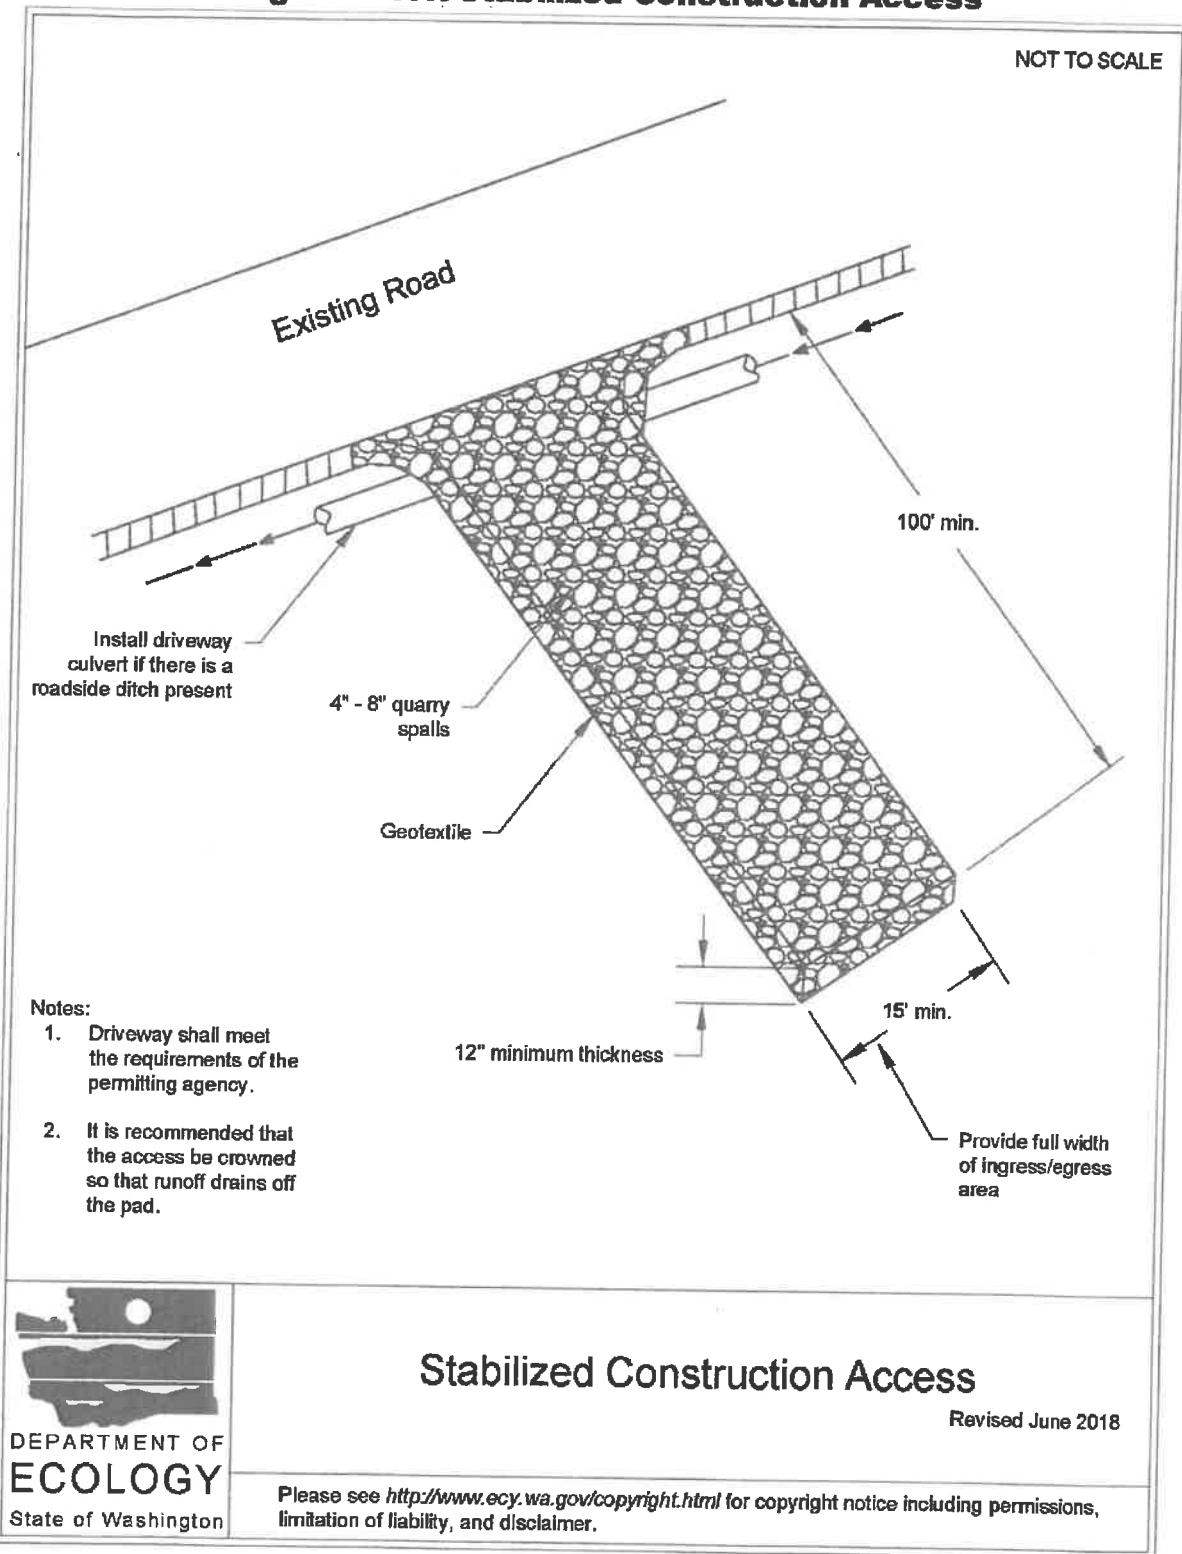 Stabilized Construction Access
NOT TO SCALE
Existing Road
100' min.
Install driveway
culvert if there is a
roadside ditch present
4" - 8" quarry
spalls
Geotextile
15' min.
12" minimum thickness
Provide full width
of ingress/egress
area
Notes:
1. Driveway shall meet
the requirements of the
permitting agency.
2. It is recommended that
the access be crowned
so that runoff drains off
the pad.
DEPARTMENT OF
ECOLOGY
State of Washington
Stabilized Construction Access
Revised June 2018
Please see http://www.ecy.wa.gov/copyright.html for copyright notice including permissions,
limitation of liability, and disclaimer.